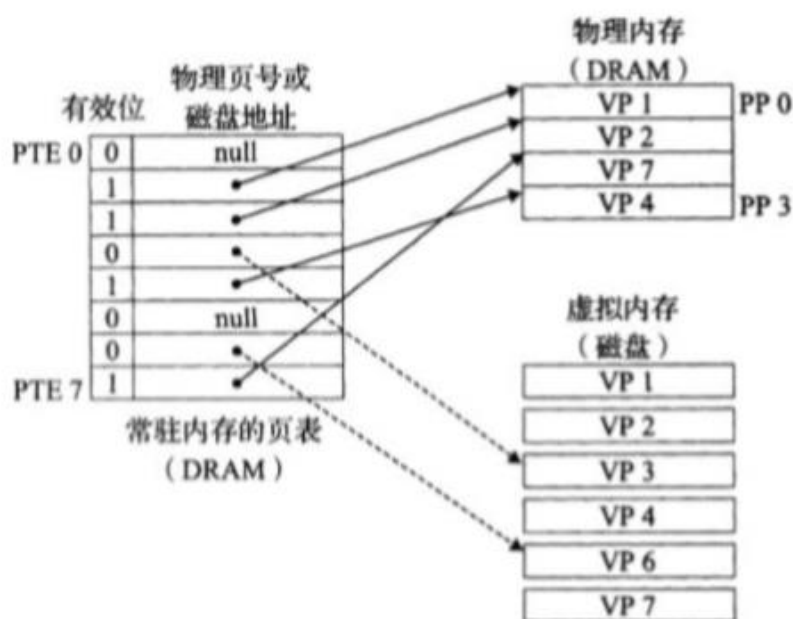 物理页号或
磁盘地址
有效位
PTE 0 0 null
1
1
0
1
0 null
0
PTE 7 1
常驻内存的页表
(DRAM)
物理内存
(DRAM)
VP 1 PP 0
VP 2
VP 7
VP 4 PP 3
虚拟内存
(磁盘)
VP 1
VP 2
VP 3
VP 4
VP 6
VP 7